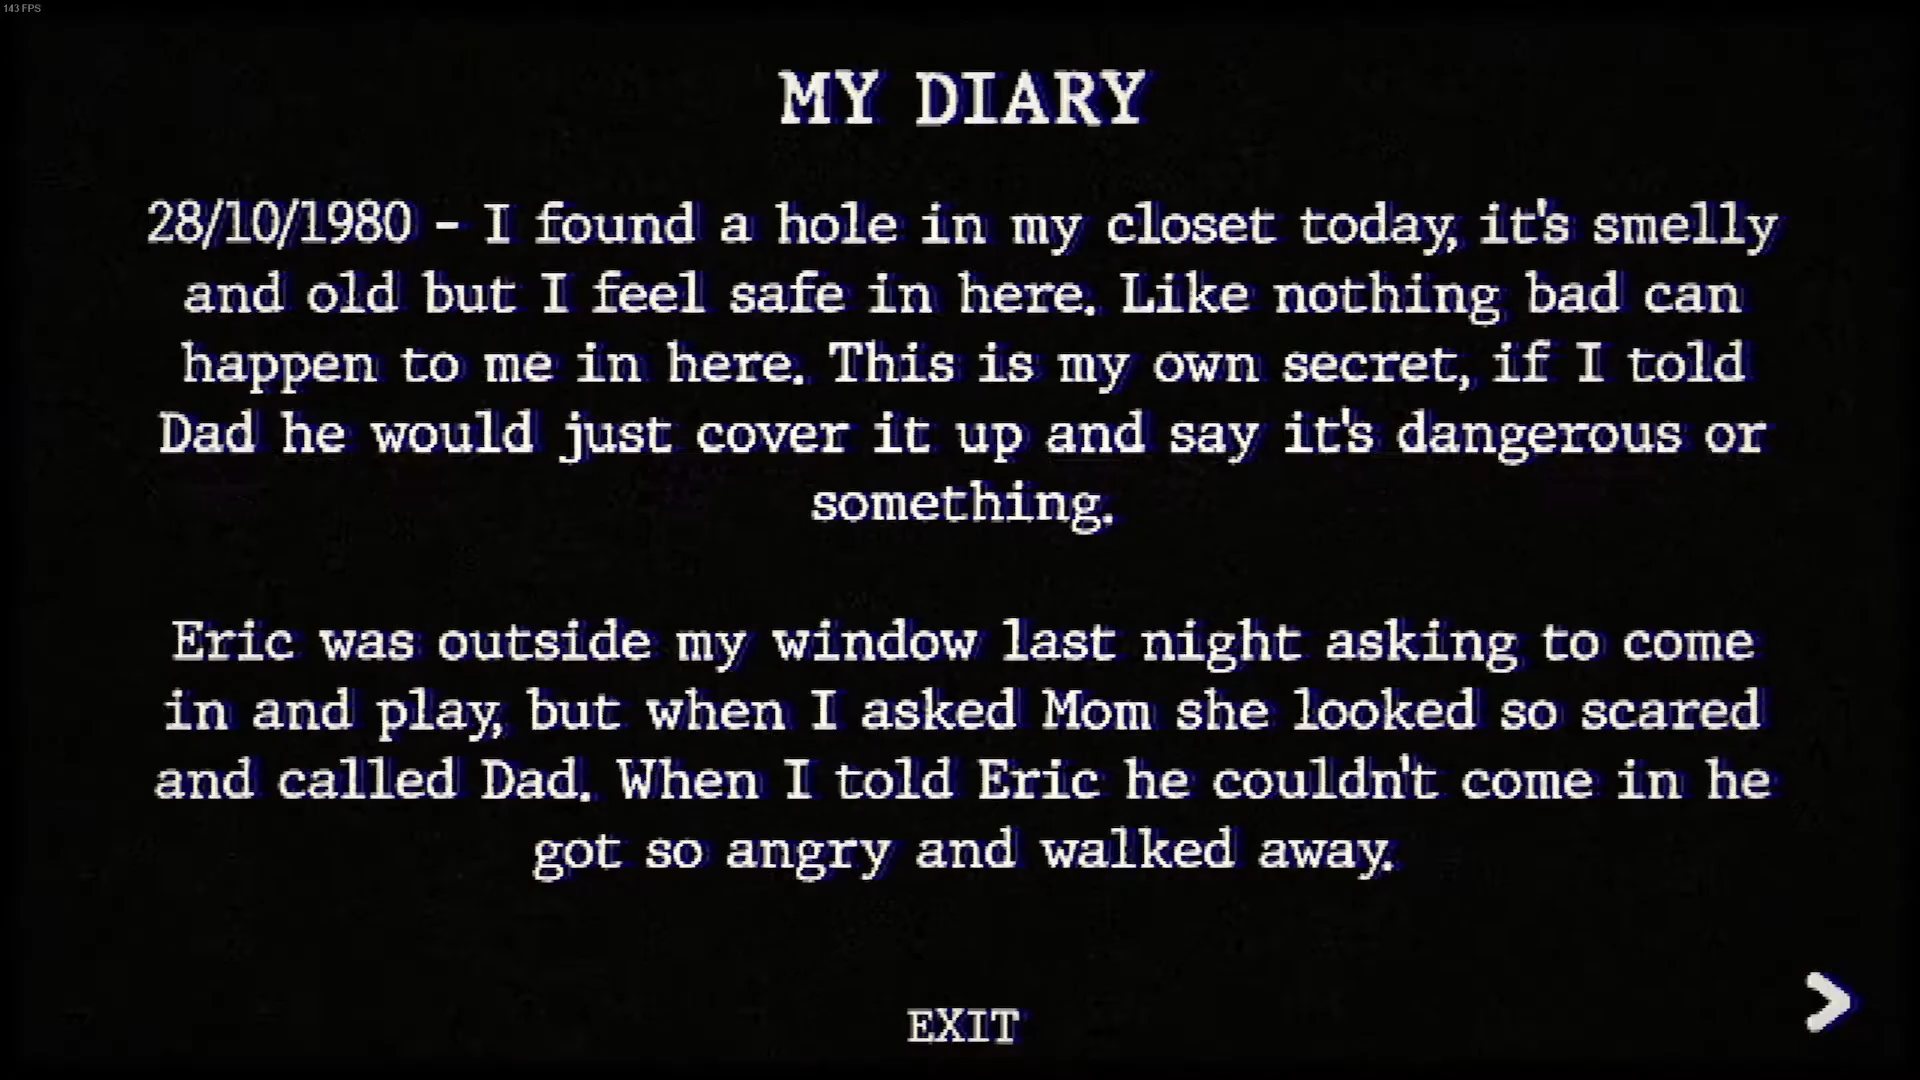 143 FPS
MY DIARY
28/10/1980 - I found a hole in my closet today, it's smelly
and old but I feel safe in here. Like nothing bad can
happen to me in here. This is my own secret, if I told
Dad he would just cover it up and say it's dangerous or
something.
Eric was outside my window last night asking to come
in and play, but when I asked Mom she looked so scared
and called Dad. When I told Eric he couldn't come in he
got so angry and walked away.
EXIT